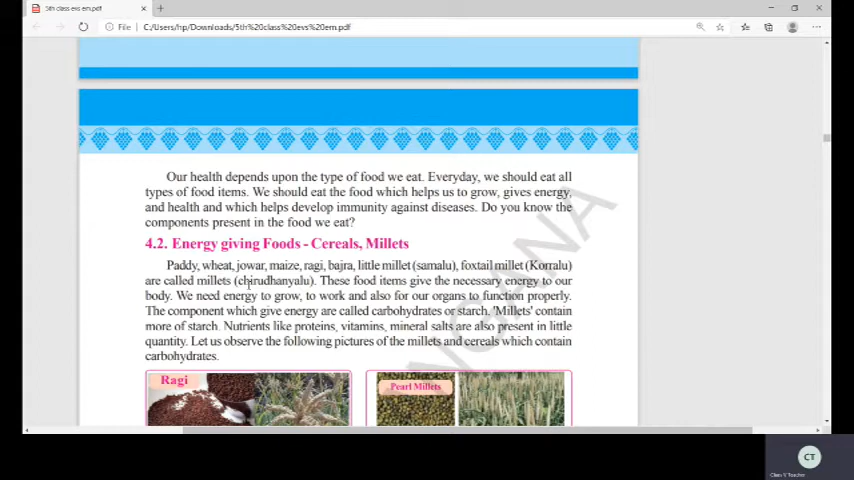 5th class evs em.pdf
File
C:/Users/hp/Downloads/5th%20class%20evs%20em.pdf
Our health depends upon the type of food we eat. Everyday, we should eat all
types of food items. We should eat the food which helps us to grow, gives energy,
and health and which helps develop immunity against diseases. Do you know the
components present in the food we eat?
4.2. Energy giving Foods - Cereals, Millets
Paddy, wheat, jowar, maize, ragi, bajra, little millet (samalu), foxtail millet (Korralu)
are called millets (chirudhanyalu). These food items give the necessary energy to our
body. We need energy to grow, to work and also for our organs to function properly.
The component which give energy are called carbohydrates or starch. 'Millets' contain
more of starch. Nutrients like proteins, vitamins, mineral salts are also present in little
quantity. Let us observe the following pictures of the millets and cereals which contain
carbohydrates.
NGANA
Ragi
Pearl Millets
CT
Class V Teacher